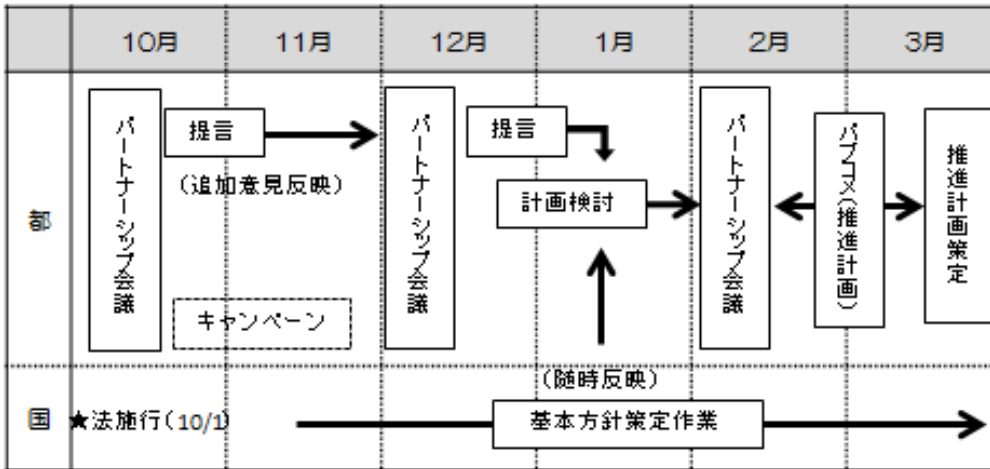 10月 11月 12月 1月 2月 3月
都
パートナーシップ会議
提言
(追加意見反映)
キャンペーン
パートナーシップ会議
提言
計画検討
パートナーシップ会議
パブコメ(推進計画)
推進計画策定
(随時反映)
国
★法施行(10/1)
基本方針策定作業